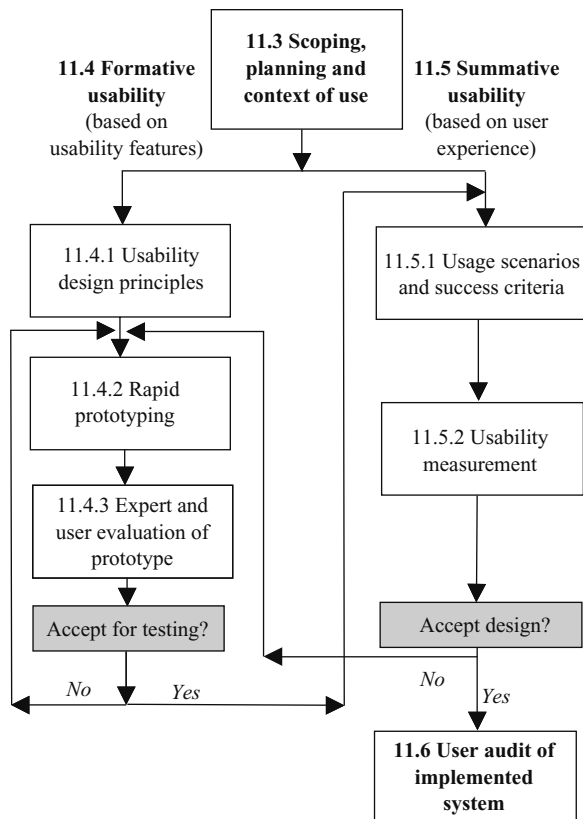 11.3 Scoping,
planning and
context of use
11.4 Formative
usability
(based on
usability features)
11.5 Summative
usability
(based on user
experience)
11.4.1 Usability
design principles
11.4.2 Rapid
prototyping
11.4.3 Expert and
user evaluation of
prototype
Accept for testing?
No
Yes
11.5.1 Usage scenarios
and success criteria
11.5.2 Usability
measurement
Accept design?
No
Yes
11.6 User audit of
implemented
system